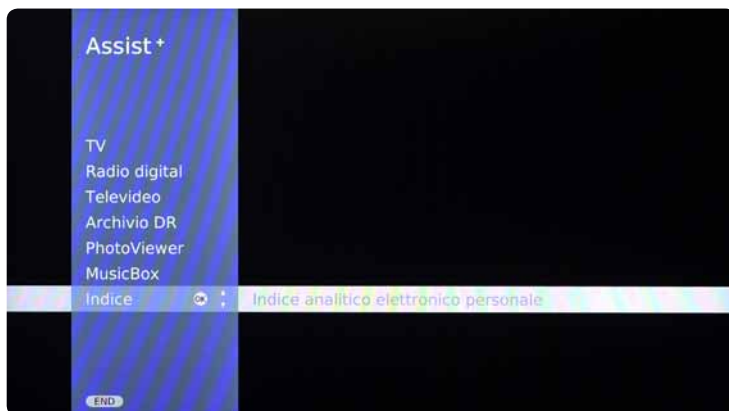 Assist+
TV
Radio digital
Televideo
Archivio DR
PhotoViewer
MusicBox
Indice OK Indice analitico elettronico personale
END